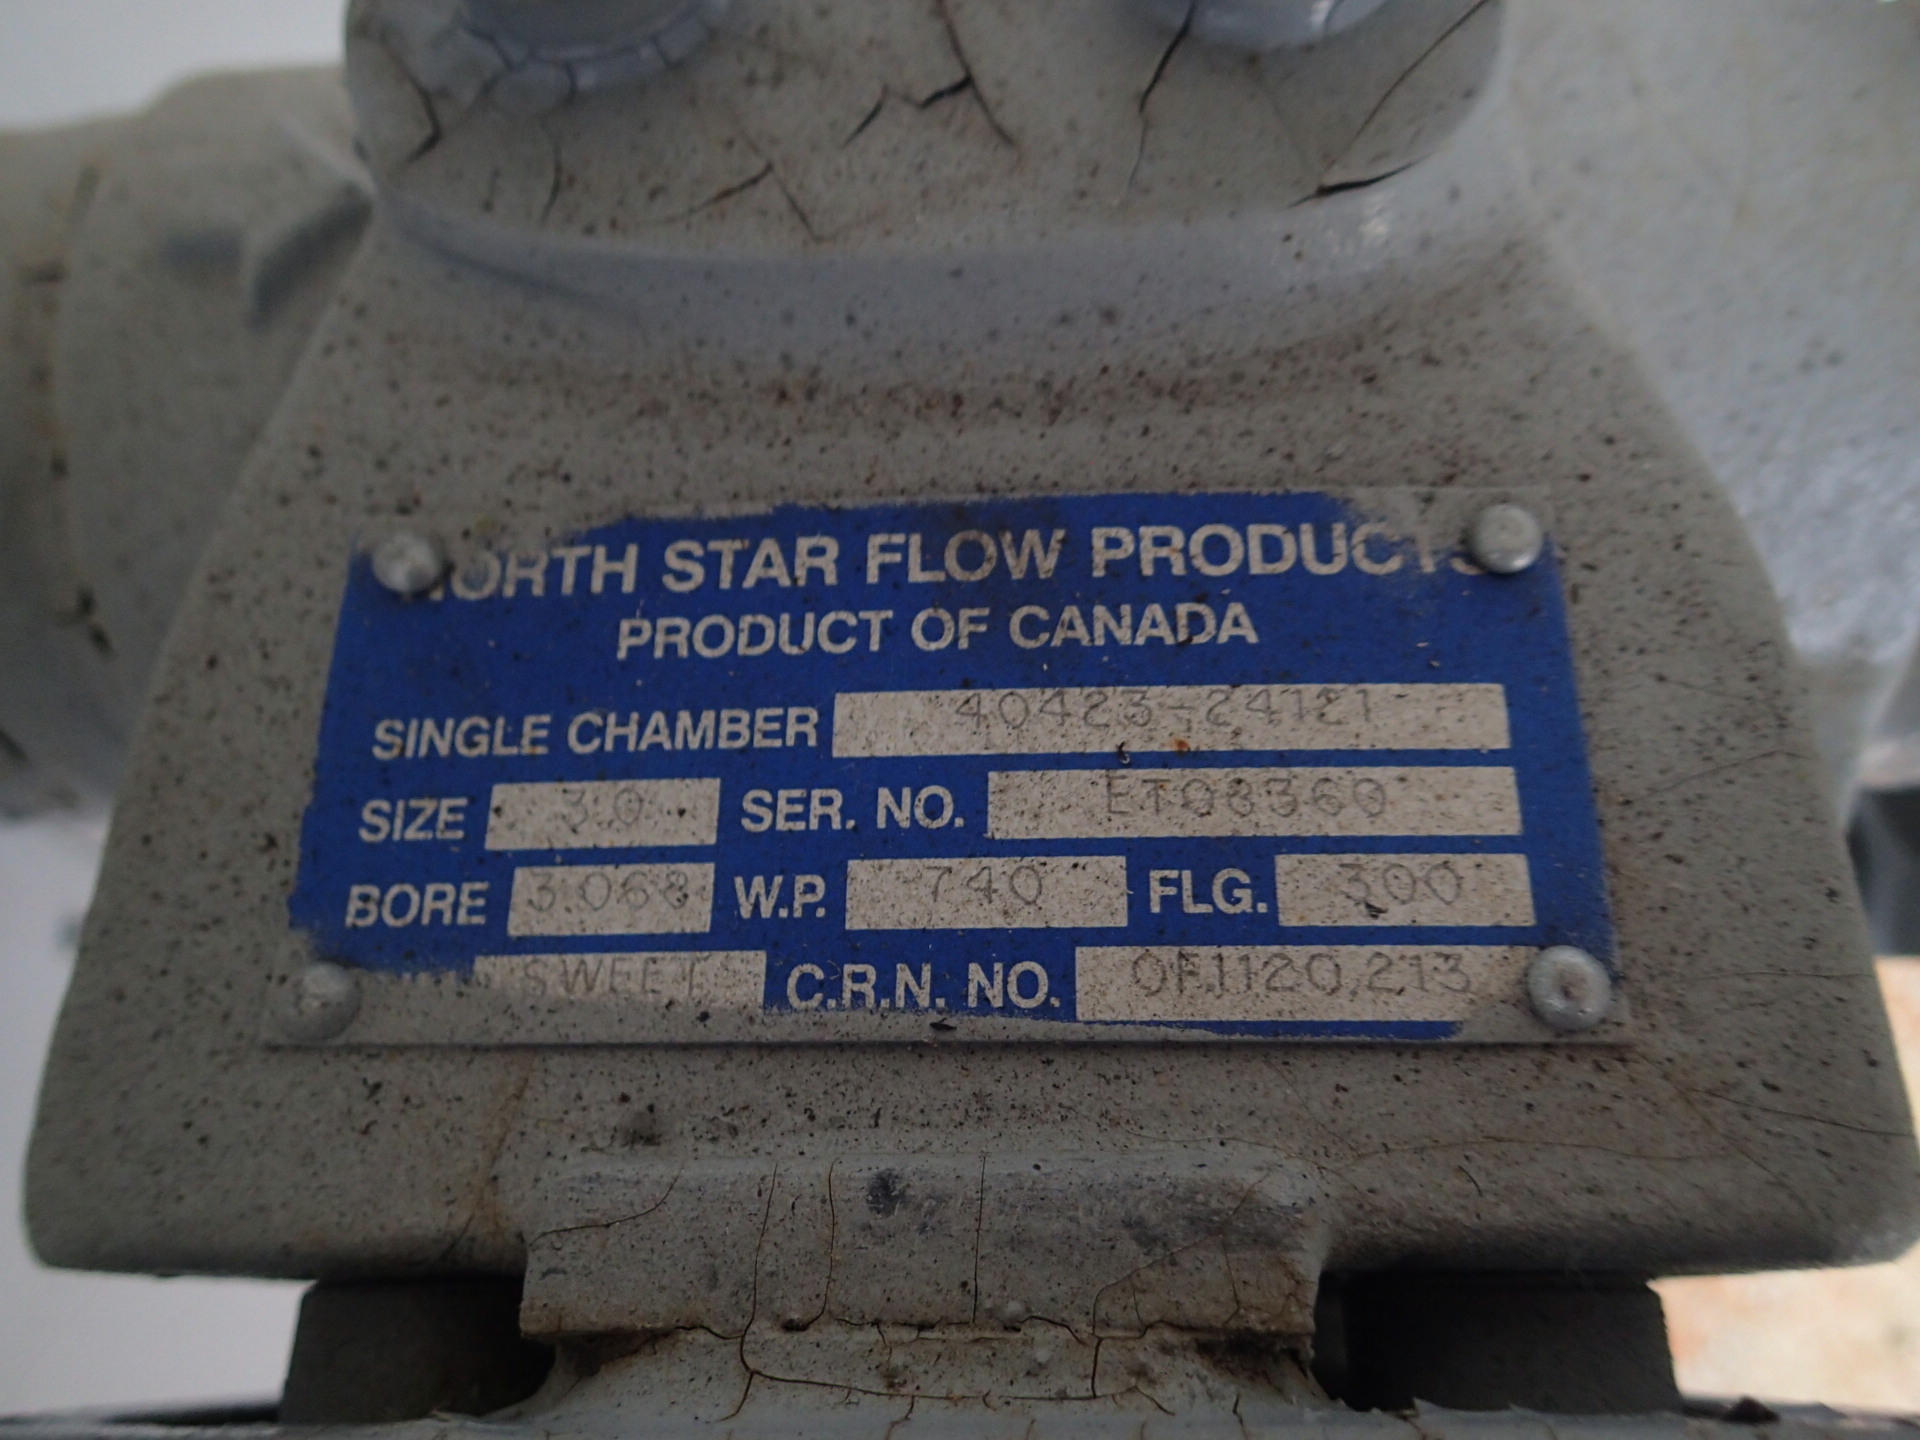 NORTH STAR FLOW PRODUCTS
PRODUCT OF CANADA
SINGLE CHAMBER 40423-24121
SIZE 3.0 SER. NO. ET08360
BORE 3.068 W.P. 740 FLG. 300
SWEET C.R.N. NO. 0F1120.213